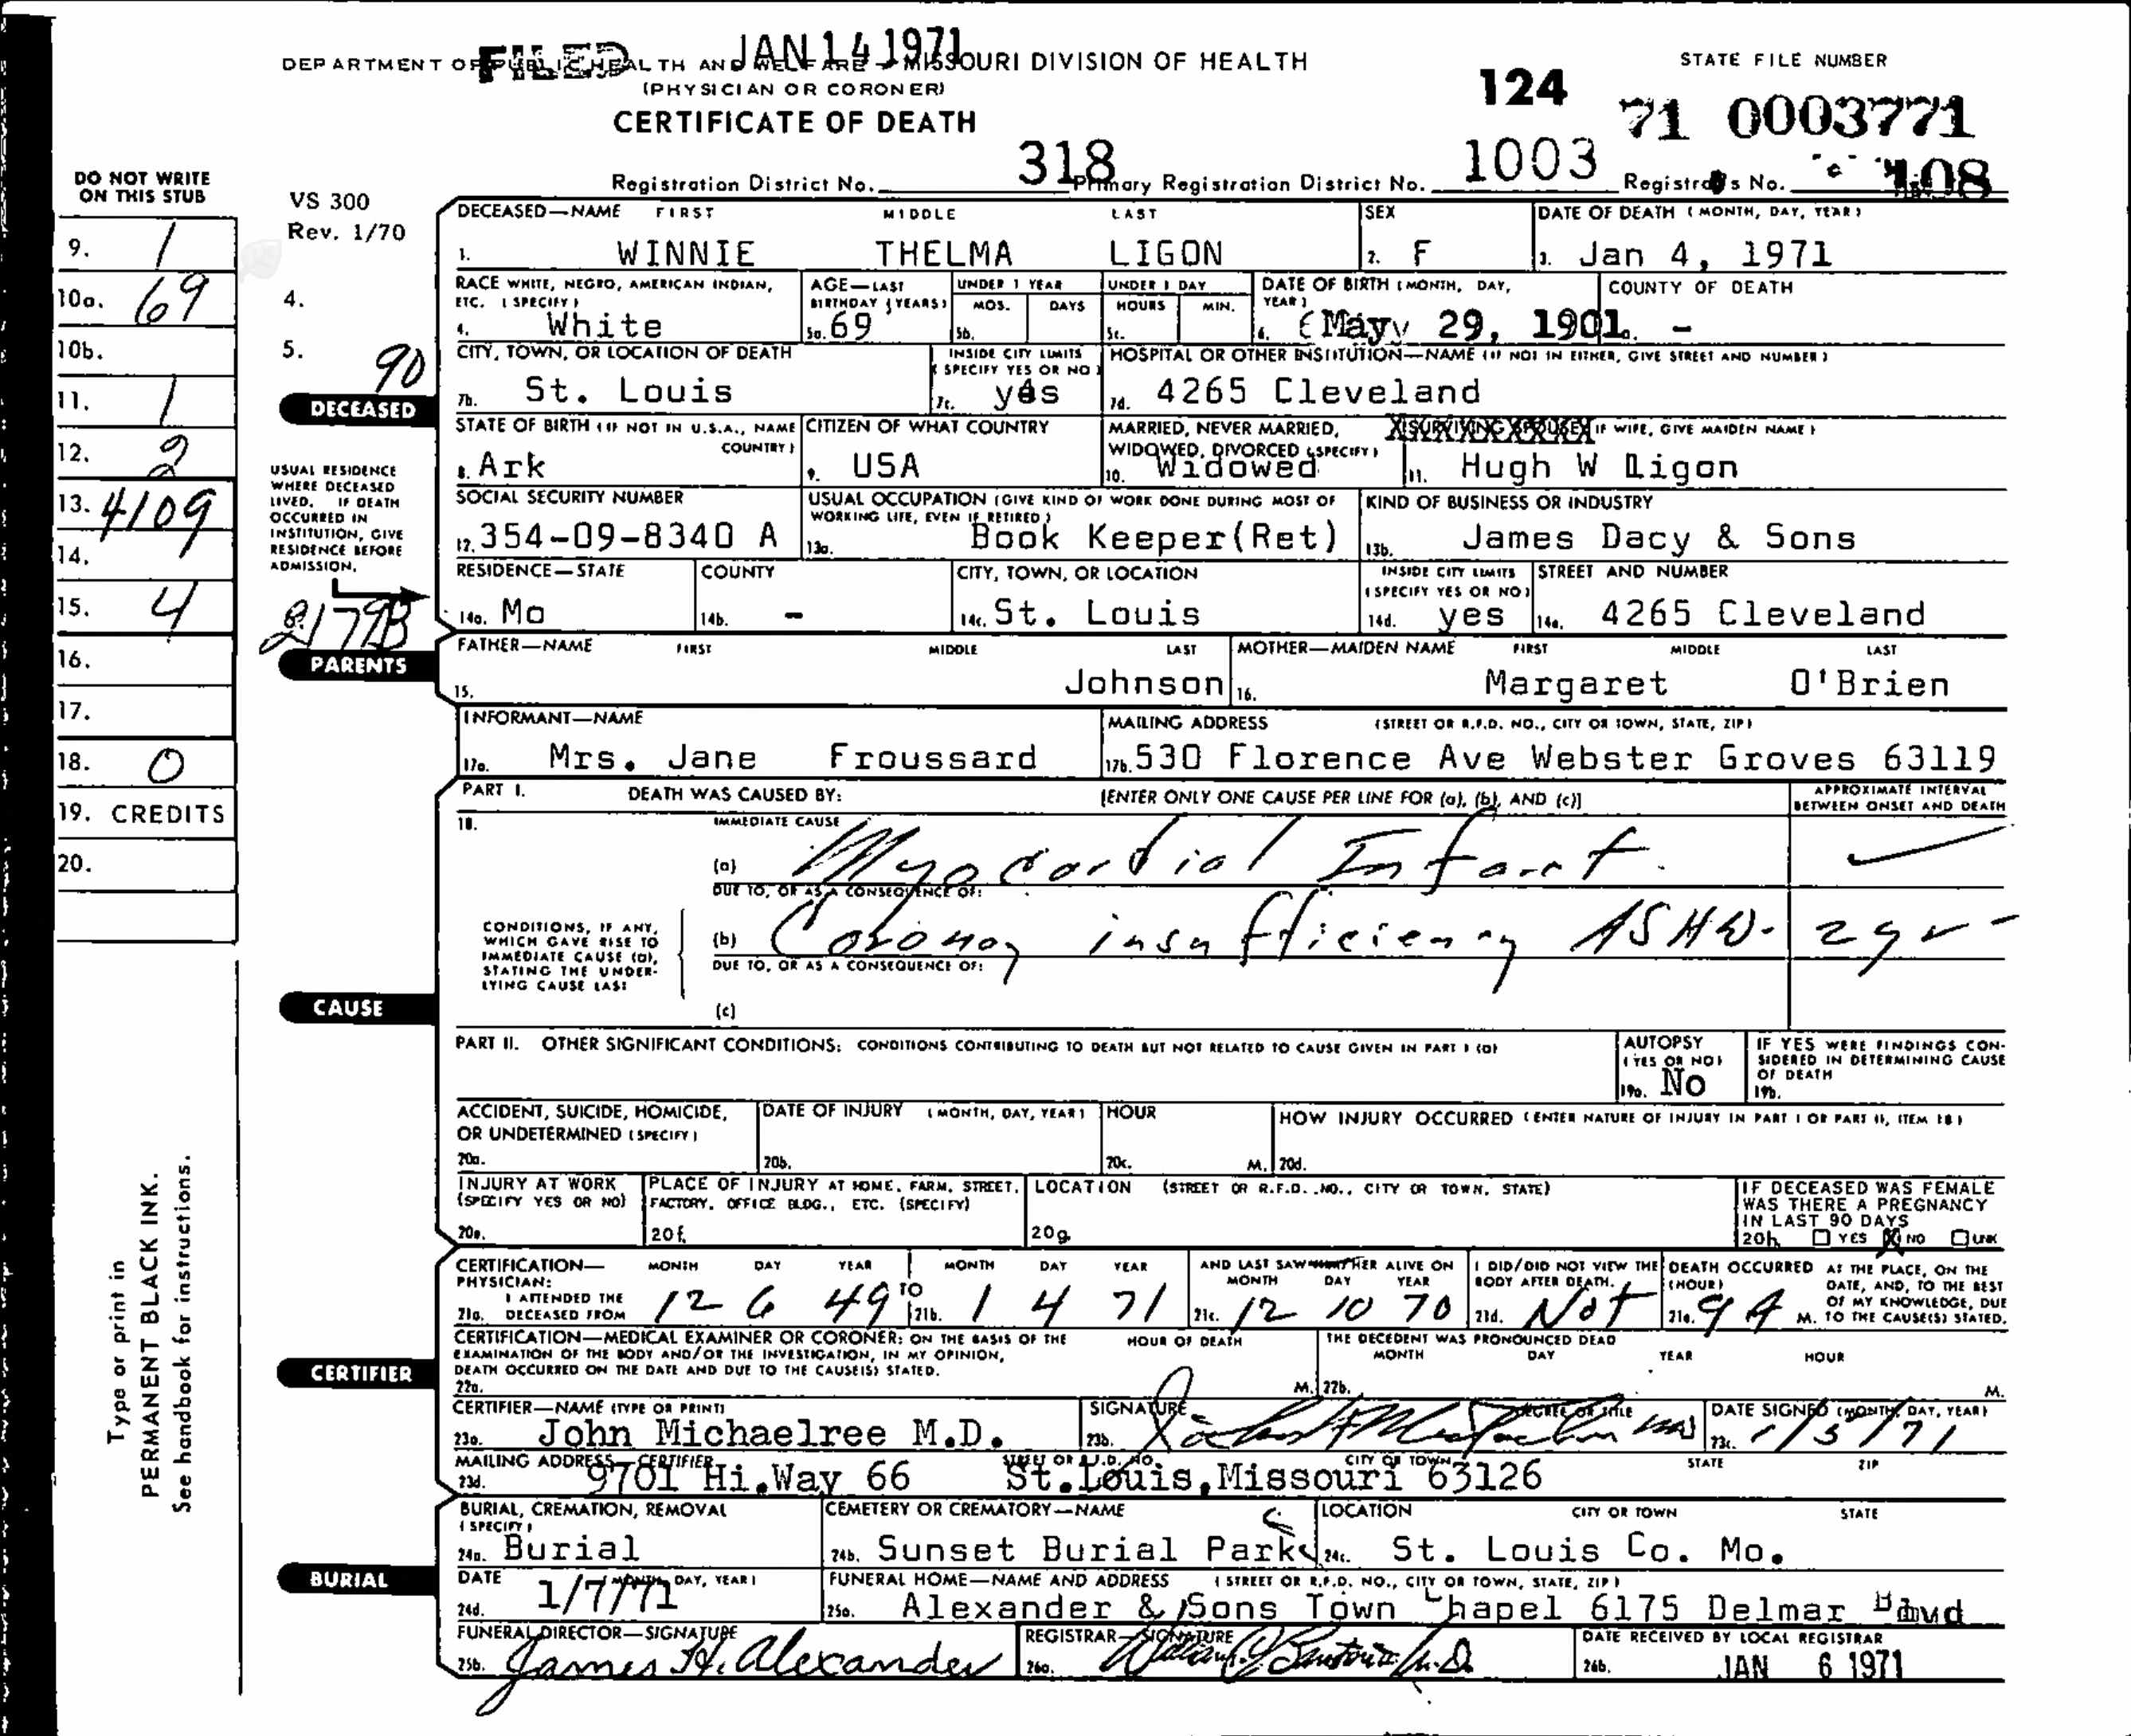 FILED JAN 14 1971
DEPARTMENT OF PUBLIC HEALTH AND WELFARE — MISSOURI DIVISION OF HEALTH
STATE FILE NUMBER
(PHYSICIAN OR CORONER)
124
71 0003771
CERTIFICATE OF DEATH
Registration District No. 318 Primary Registration District No. 1003 Registrar's No. 108
DO NOT WRITE
ON THIS STUB
VS 300
Rev. 1/70
9. 1
10a. 69
10b.
11. 1
12. 2
13. 4109
14.
15. 4
16.
17.
18. 0
19. CREDITS
20.
4.
5. 90
DECEASED
USUAL RESIDENCE
WHERE DECEASED
LIVED. IF DEATH
OCCURRED IN
INSTITUTION, GIVE
RESIDENCE BEFORE
ADMISSION.
PARENTS
CAUSE
CERTIFIER
BURIAL
Type or print in
PERMANENT BLACK INK.
See handbook for instructions.
DECEASED—NAME FIRST MIDDLE LAST SEX DATE OF DEATH (MONTH, DAY, YEAR)
1. WINNIE THELMA LIGON 2. F 3. Jan 4, 1971
RACE WHITE, NEGRO, AMERICAN INDIAN, ETC. (SPECIFY) AGE—LAST BIRTHDAY (YEARS) UNDER 1 YEAR MOS. DAYS UNDER 1 DAY HOURS MIN. DATE OF BIRTH (MONTH, DAY, YEAR) COUNTY OF DEATH
4. White 5a. 69 5b. 5c. 6. May 29, 1901 -
CITY, TOWN, OR LOCATION OF DEATH INSIDE CITY LIMITS (SPECIFY YES OR NO) HOSPITAL OR OTHER INSTITUTION—NAME (IF NOT IN EITHER, GIVE STREET AND NUMBER)
7b. St. Louis 7c. yes 7d. 4265 Cleveland
STATE OF BIRTH (IF NOT IN U.S.A., NAME COUNTRY) CITIZEN OF WHAT COUNTRY MARRIED, NEVER MARRIED, WIDOWED, DIVORCED (SPECIFY) SURVIVING SPOUSE (IF WIFE, GIVE MAIDEN NAME)
8. Ark 9. USA 10. Widowed 11. Hugh W Ligon
SOCIAL SECURITY NUMBER USUAL OCCUPATION (GIVE KIND OF WORK DONE DURING MOST OF WORKING LIFE, EVEN IF RETIRED) KIND OF BUSINESS OR INDUSTRY
12. 354-09-8340 A 13a. Book Keeper(Ret) 13b. James Dacy & Sons
RESIDENCE—STATE COUNTY CITY, TOWN, OR LOCATION INSIDE CITY LIMITS (SPECIFY YES OR NO) STREET AND NUMBER
14a. Mo 14b. - 14c. St. Louis 14d. yes 14e. 4265 Cleveland
FATHER—NAME FIRST MIDDLE LAST MOTHER—MAIDEN NAME FIRST MIDDLE LAST
15. Johnson 16. Margaret O'Brien
INFORMANT—NAME MAILING ADDRESS (STREET OR R.F.D. NO., CITY OR TOWN, STATE, ZIP)
17a. Mrs. Jane Froussard 17b. 530 Florence Ave Webster Groves 63119
PART I. DEATH WAS CAUSED BY: [ENTER ONLY ONE CAUSE PER LINE FOR (a), (b), AND (c)] APPROXIMATE INTERVAL BETWEEN ONSET AND DEATH
18. IMMEDIATE CAUSE
(a) Myocardial Infarct
DUE TO, OR AS A CONSEQUENCE OF:
CONDITIONS, IF ANY, WHICH GAVE RISE TO IMMEDIATE CAUSE (a), STATING THE UNDERLYING CAUSE LAST
(b) Coronary insufficiency ASHD- 2 yr -
DUE TO, OR AS A CONSEQUENCE OF:
(c)
PART II. OTHER SIGNIFICANT CONDITIONS: CONDITIONS CONTRIBUTING TO DEATH BUT NOT RELATED TO CAUSE GIVEN IN PART I (a) AUTOPSY (YES OR NO) IF YES WERE FINDINGS CONSIDERED IN DETERMINING CAUSE OF DEATH
19a. No 19b.
ACCIDENT, SUICIDE, HOMICIDE, OR UNDETERMINED (SPECIFY) DATE OF INJURY (MONTH, DAY, YEAR) HOUR HOW INJURY OCCURRED (ENTER NATURE OF INJURY IN PART I OR PART II, ITEM 18)
20a. 20b. 20c. M. 20d.
INJURY AT WORK (SPECIFY YES OR NO) PLACE OF INJURY AT HOME, FARM, STREET, FACTORY, OFFICE BLDG., ETC. (SPECIFY) LOCATION (STREET OR R.F.D. NO., CITY OR TOWN, STATE) IF DECEASED WAS FEMALE WAS THERE A PREGNANCY IN LAST 90 DAYS
20e. 20f. 20g. 20h. YES X NO UNK
CERTIFICATION—PHYSICIAN: I ATTENDED THE DECEASED FROM MONTH DAY YEAR TO MONTH DAY YEAR AND LAST SAW HER ALIVE ON MONTH DAY YEAR I DID/DID NOT VIEW THE BODY AFTER DEATH. DEATH OCCURRED (HOUR) AT THE PLACE, ON THE DATE, AND, TO THE BEST OF MY KNOWLEDGE, DUE TO THE CAUSE(S) STATED.
21a. 12 6 49 21b. 1 4 71 21c. 12 10 70 21d. Not 21e. 9 A M.
CERTIFICATION—MEDICAL EXAMINER OR CORONER: ON THE BASIS OF THE EXAMINATION OF THE BODY AND/OR THE INVESTIGATION, IN MY OPINION, DEATH OCCURRED ON THE DATE AND DUE TO THE CAUSE(S) STATED. HOUR OF DEATH THE DECEDENT WAS PRONOUNCED DEAD MONTH DAY YEAR HOUR
22a. M. 22b. M.
CERTIFIER—NAME (TYPE OR PRINT) SIGNATURE DEGREE OR TITLE DATE SIGNED (MONTH, DAY, YEAR)
23a. John Michaelree M.D. 23b. 23c. 1/5/71
MAILING ADDRESS—CERTIFIER STREET OR R.F.D. NO. CITY OR TOWN STATE ZIP
23d. 9701 Hi.Way 66 St.Louis,Missouri 63126
BURIAL, CREMATION, REMOVAL (SPECIFY) CEMETERY OR CREMATORY—NAME LOCATION CITY OR TOWN STATE
24a. Burial 24b. Sunset Burial Park 24c. St. Louis Co. Mo.
DATE (MONTH, DAY, YEAR) FUNERAL HOME—NAME AND ADDRESS (STREET OR R.F.D. NO., CITY OR TOWN, STATE, ZIP)
24d. 1/7/71 25a. Alexander & Sons Town Chapel 6175 Delmar
FUNERAL DIRECTOR—SIGNATURE REGISTRAR—SIGNATURE DATE RECEIVED BY LOCAL REGISTRAR
25b. James H. Alexander 26a. 26b. JAN 6 1971